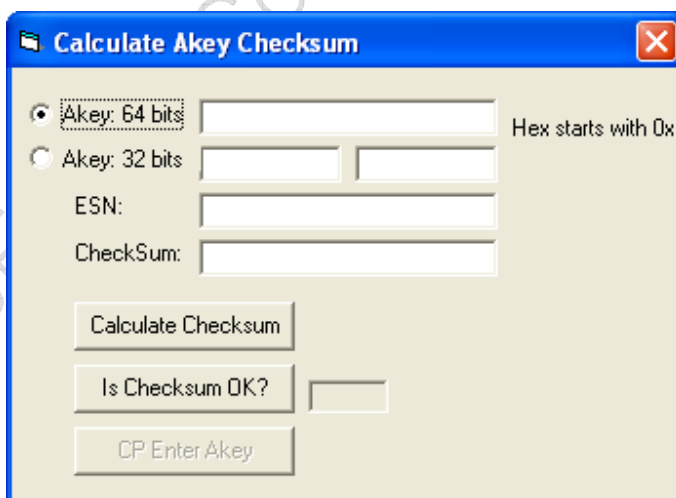 Calculate Akey Checksum
Akey: 64 bits
Hex starts with 0x
Akey: 32 bits
ESN:
CheckSum:
Calculate Checksum
Is Checksum OK?
CP Enter Akey